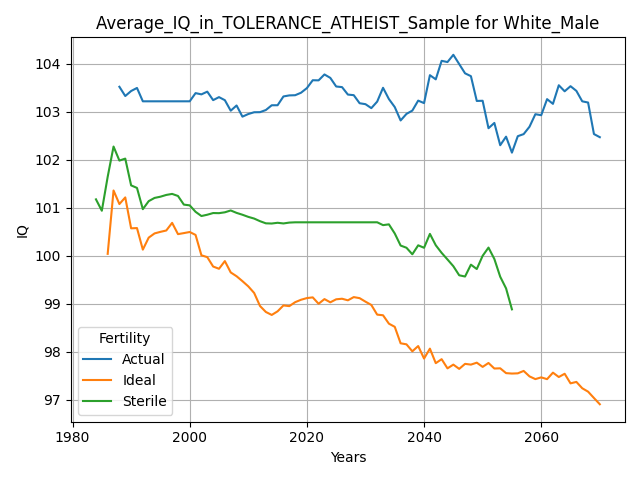 Average_IQ_in_TOLERANCE_ATHEIST_Sample for White_Male
IQ
104
103
102
101
100
99
98
97
Fertility
Actual
Ideal
Sterile
1980
2000
2020
2040
2060
Years